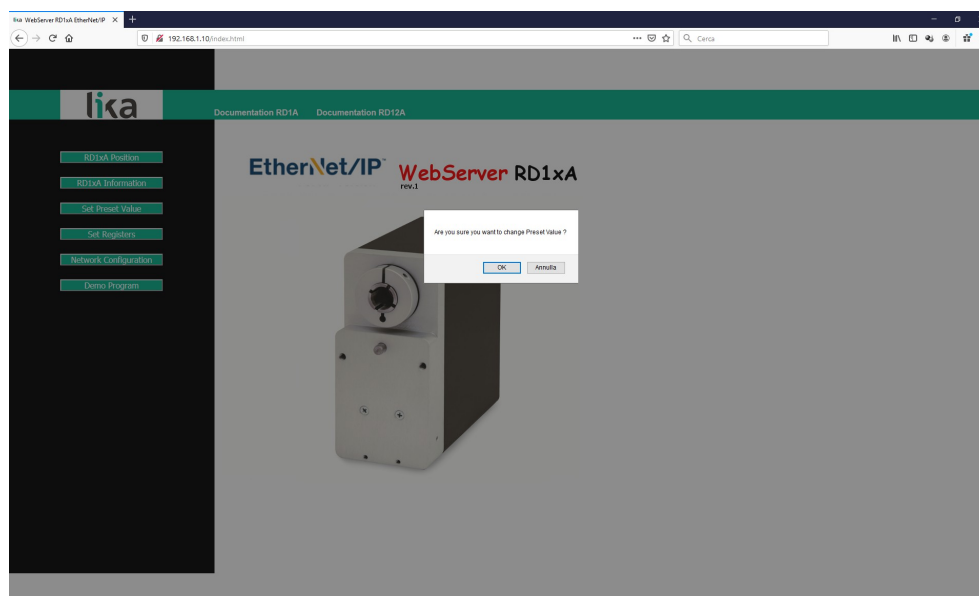 lika WebServer RD1xA EtherNet/IP
192.168.1.10/index.html
Cerca
lika
Documentation RD1A Documentation RD12A
RD1xA Position
RD1xA Information
Set Preset Value
Set Registers
Network Configuration
Demo Program
EtherNet/IP™ WebServer RD1xA
rev.1
Are you sure you want to change Preset Value ?
OK Annulla